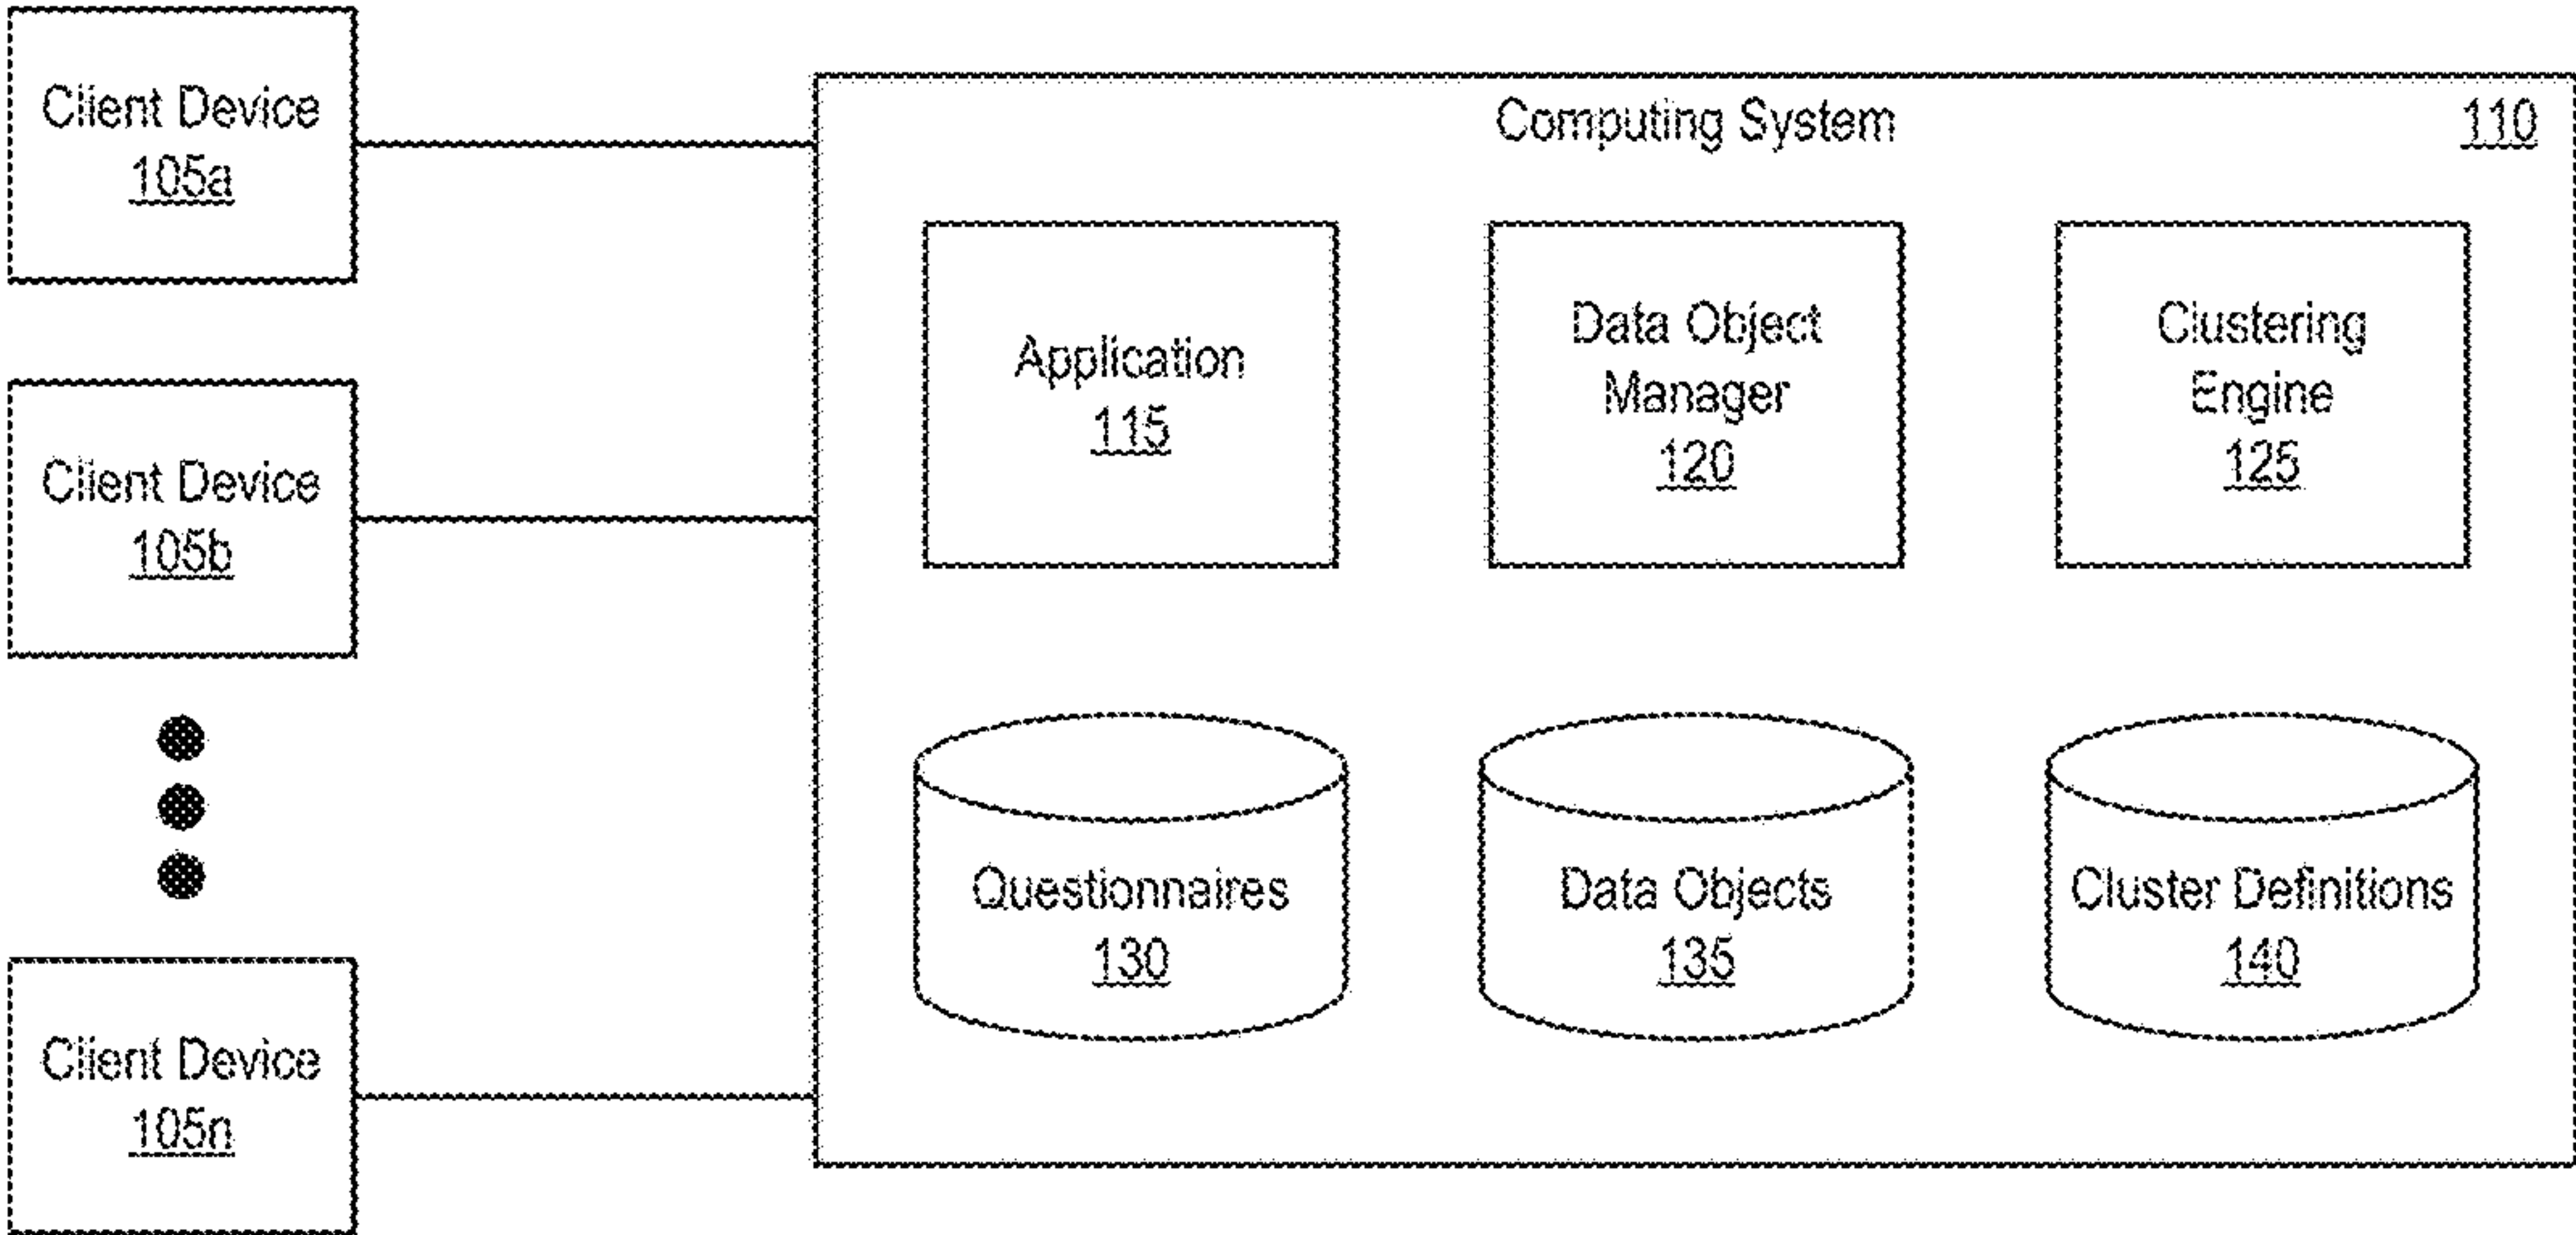 Client Device
105a
Client Device
105b
Client Device
105n
Computing System
110
Application
115
Data Object
Manager
120
Clustering
Engine
125
Questionnaires
130
Data Objects
135
Cluster Definitions
140